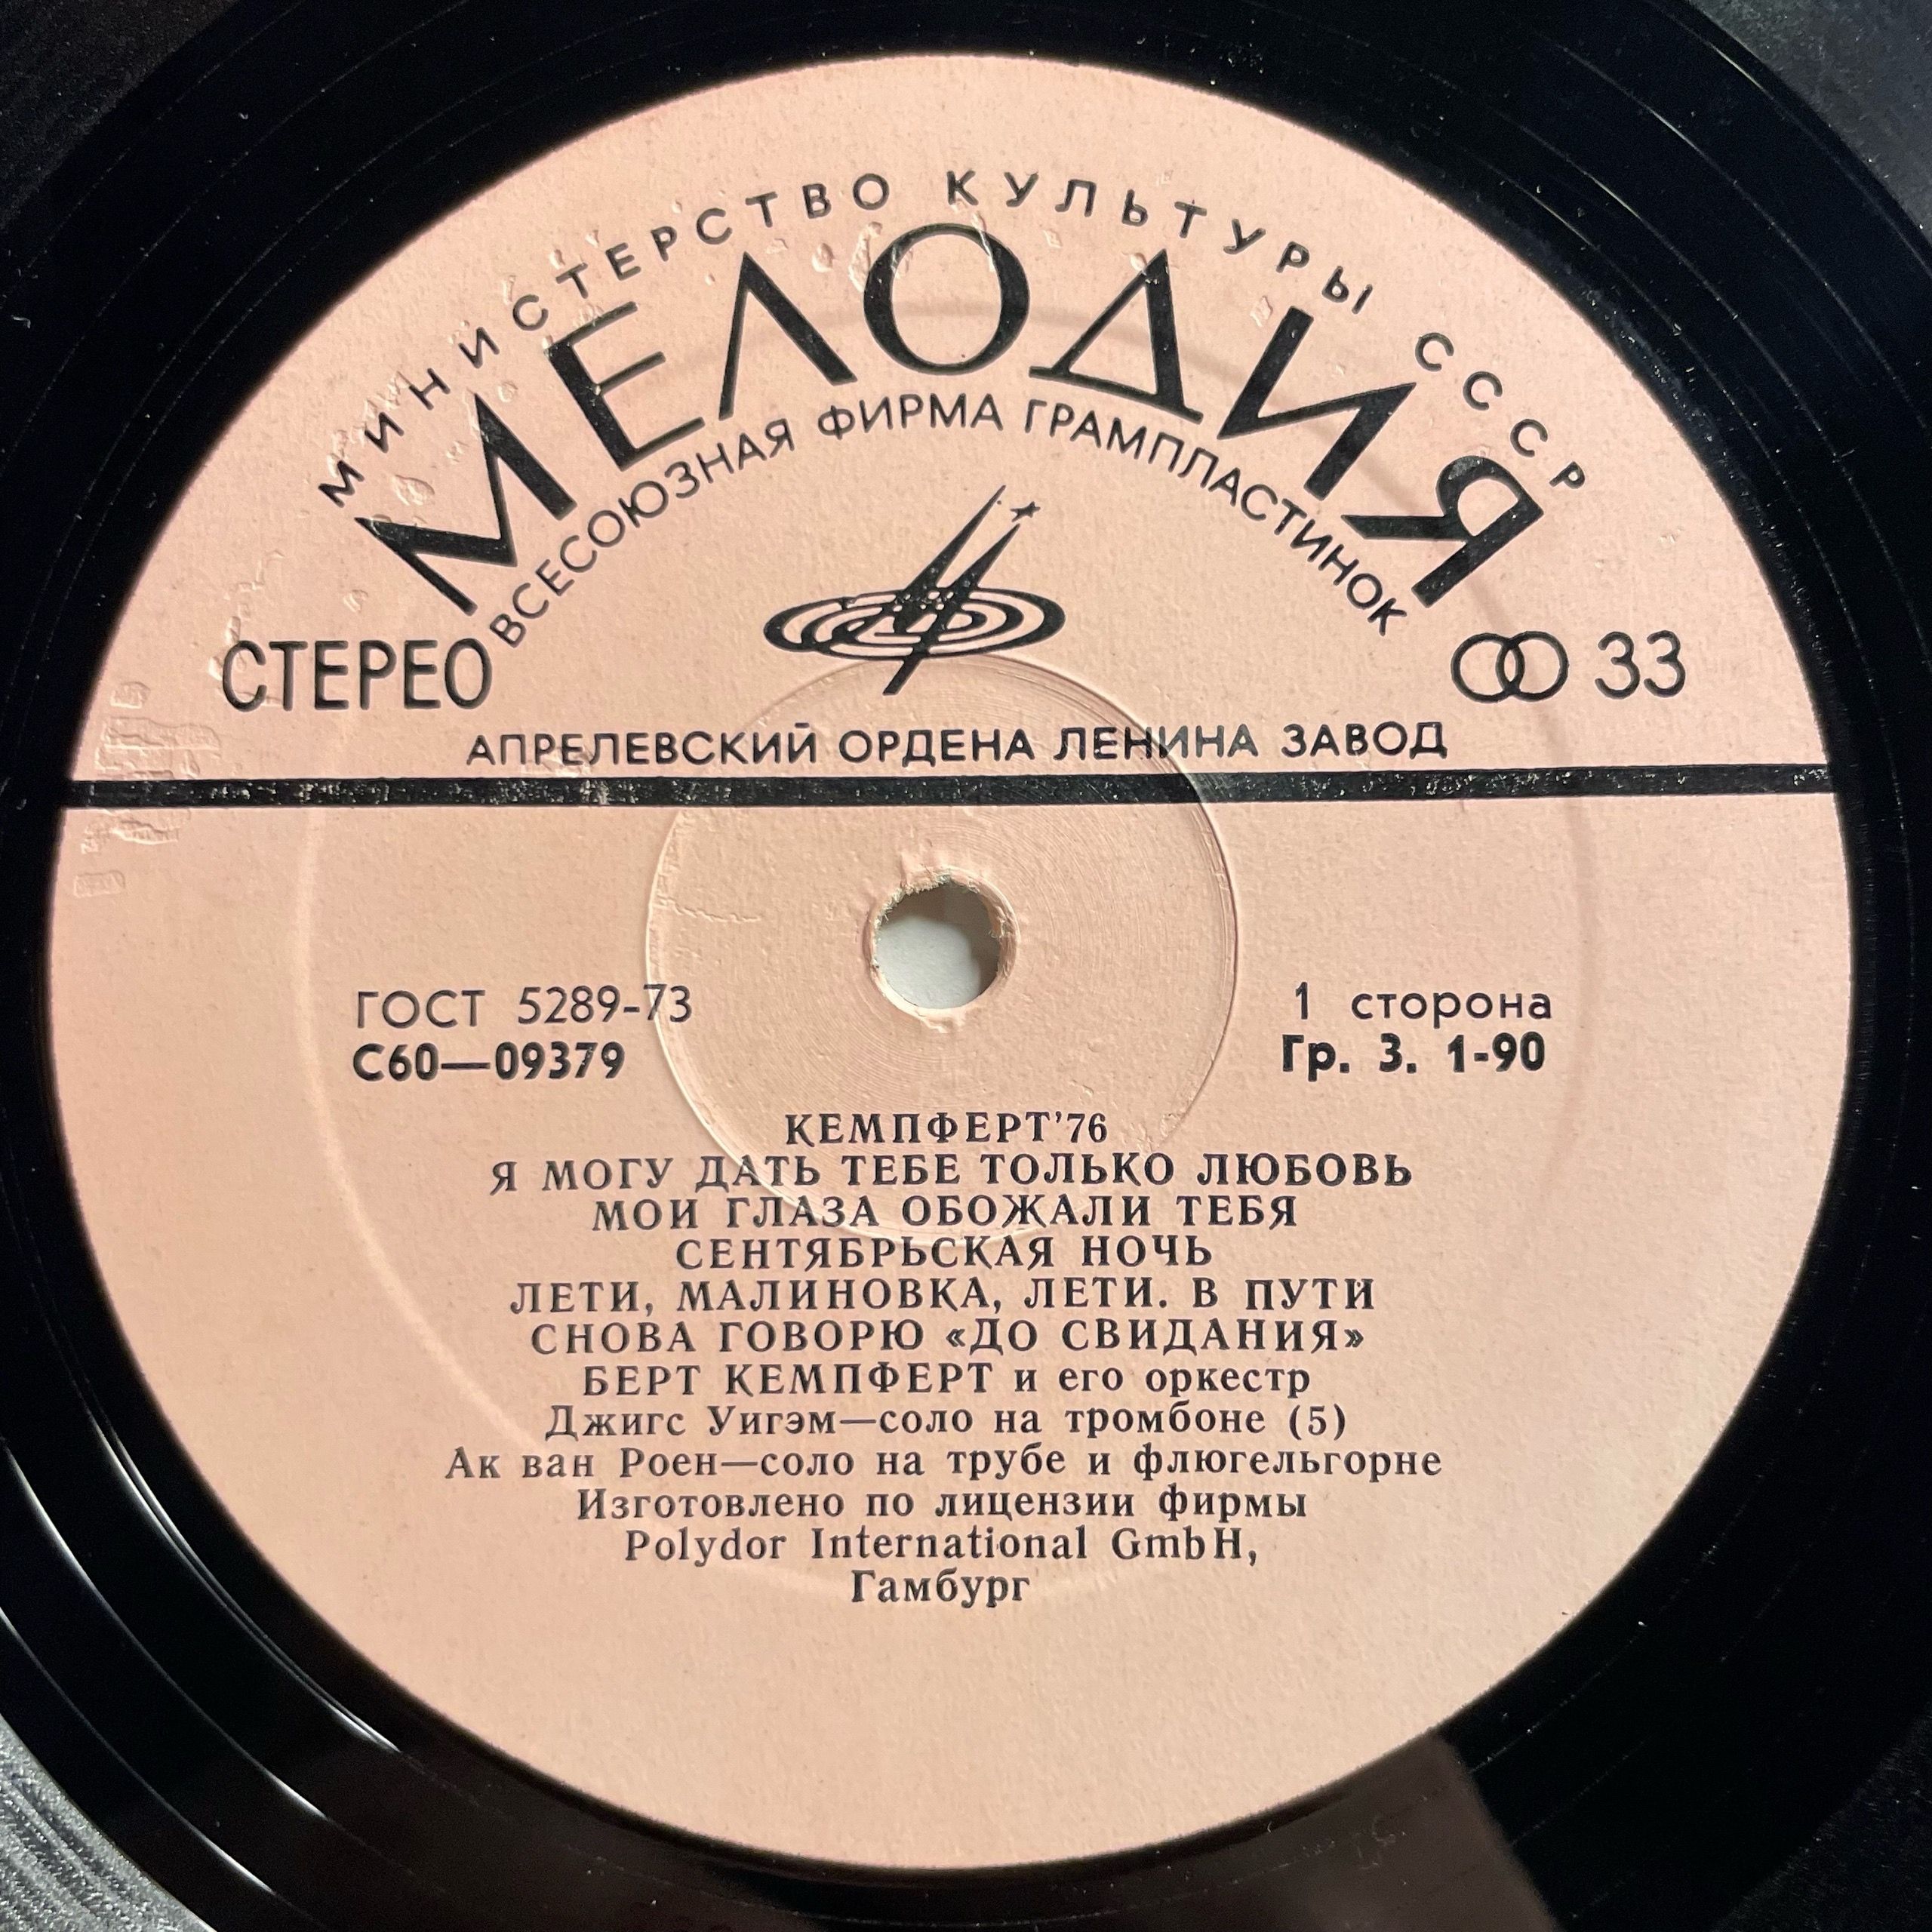 МИНИСТЕРСТВО КУЛЬТУРЫ СССР
МЕЛОДИЯ
ВСЕСОЮЗНАЯ ФИРМА ГРАМПЛАСТИНОК
СТЕРЕО 33
АПРЕЛЕВСКИЙ ОРДЕНА ЛЕНИНА ЗАВОД
ГОСТ 5289-73 1 сторона
С60—09379 Гр. 3. 1-90
КЕМПФЕРТ’76
Я МОГУ ДАТЬ ТЕБЕ ТОЛЬКО ЛЮБОВЬ
МОИ ГЛАЗА ОБОЖАЛИ ТЕБЯ
СЕНТЯБРЬСКАЯ НОЧЬ
ЛЕТИ, МАЛИНОВКА, ЛЕТИ. В ПУТИ
СНОВА ГОВОРЮ «ДО СВИДАНИЯ»
БЕРТ КЕМПФЕРТ и его оркестр
Джигс Уигэм—соло на тромбоне (5)
Ак ван Роен—соло на трубе и флюгельгорне
Изготовлено по лицензии фирмы
Polydor International GmbH,
Гамбург